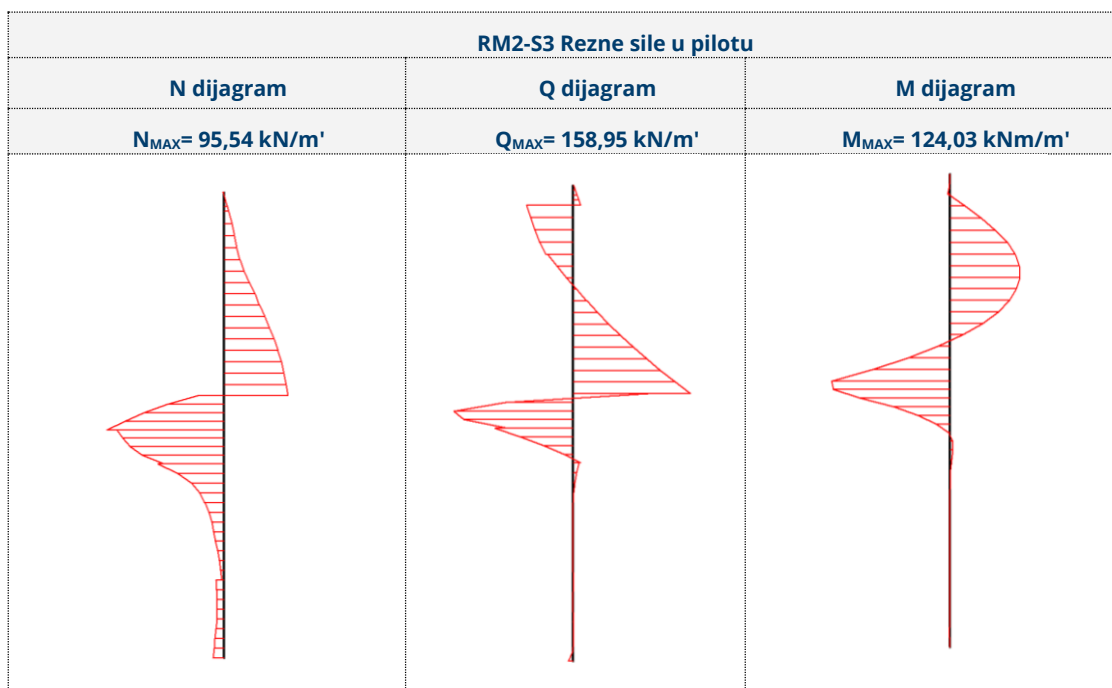 RM2-S3 Rezne sile u pilotu
N dijagram
Q dijagram
M dijagram
NMAX= 95,54 kN/m'
QMAX= 158,95 kN/m'
MMAX= 124,03 kNm/m'